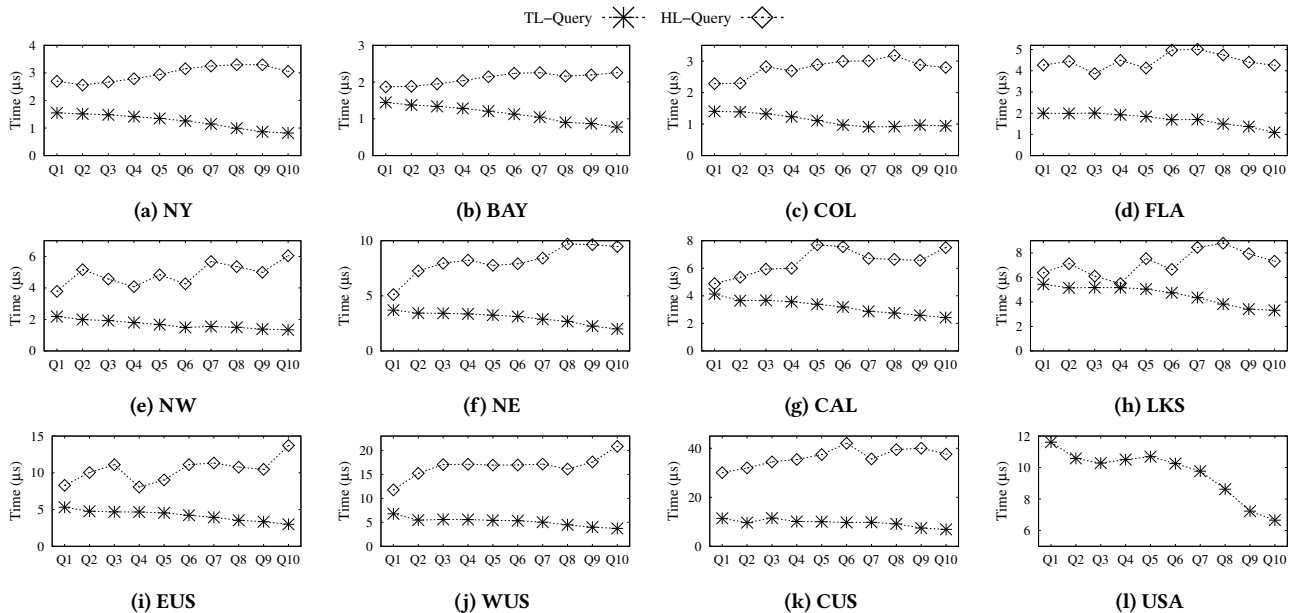 TL−Query HL−Query
Time (μs)
4
3
2
1
0
Q1 Q2 Q3 Q4 Q5 Q6 Q7 Q8 Q9 Q10
(a) NY
Time (μs)
3
2
1
0
Q1 Q2 Q3 Q4 Q5 Q6 Q7 Q8 Q9 Q10
(b) BAY
Time (μs)
3
2
1
0
Q1 Q2 Q3 Q4 Q5 Q6 Q7 Q8 Q9 Q10
(c) COL
Time (μs)
5
4
3
2
1
0
Q1 Q2 Q3 Q4 Q5 Q6 Q7 Q8 Q9 Q10
(d) FLA
Time (μs)
6
4
2
0
Q1 Q2 Q3 Q4 Q5 Q6 Q7 Q8 Q9 Q10
(e) NW
Time (μs)
10
5
0
Q1 Q2 Q3 Q4 Q5 Q6 Q7 Q8 Q9 Q10
(f) NE
Time (μs)
8
6
4
2
0
Q1 Q2 Q3 Q4 Q5 Q6 Q7 Q8 Q9 Q10
(g) CAL
Time (μs)
8
6
4
2
0
Q1 Q2 Q3 Q4 Q5 Q6 Q7 Q8 Q9 Q10
(h) LKS
Time (μs)
15
10
5
0
Q1 Q2 Q3 Q4 Q5 Q6 Q7 Q8 Q9 Q10
(i) EUS
Time (μs)
20
15
10
5
0
Q1 Q2 Q3 Q4 Q5 Q6 Q7 Q8 Q9 Q10
(j) WUS
Time (μs)
40
20
0
Q1 Q2 Q3 Q4 Q5 Q6 Q7 Q8 Q9 Q10
(k) CUS
Time (μs)
12
10
8
6
Q1 Q2 Q3 Q4 Q5 Q6 Q7 Q8 Q9 Q10
(l) USA